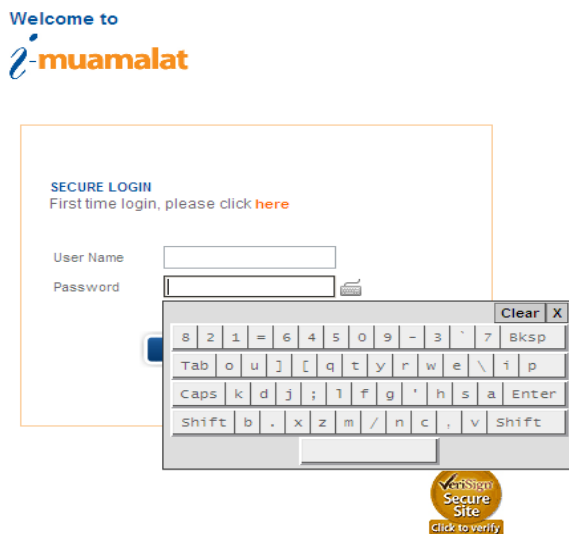 Welcome to
i-muamalat
SECURE LOGIN
First time login, please click here
User Name
Password
Clear X
8 2 1 = 6 4 5 0 9 - 3 ` 7 Bksp
Tab o u ] [ q t y r w e \ i p
Caps k d j ; l f g ' h s a Enter
Shift b . x z m / n c , v Shift
VeriSign
Secure
Site
Click to verify